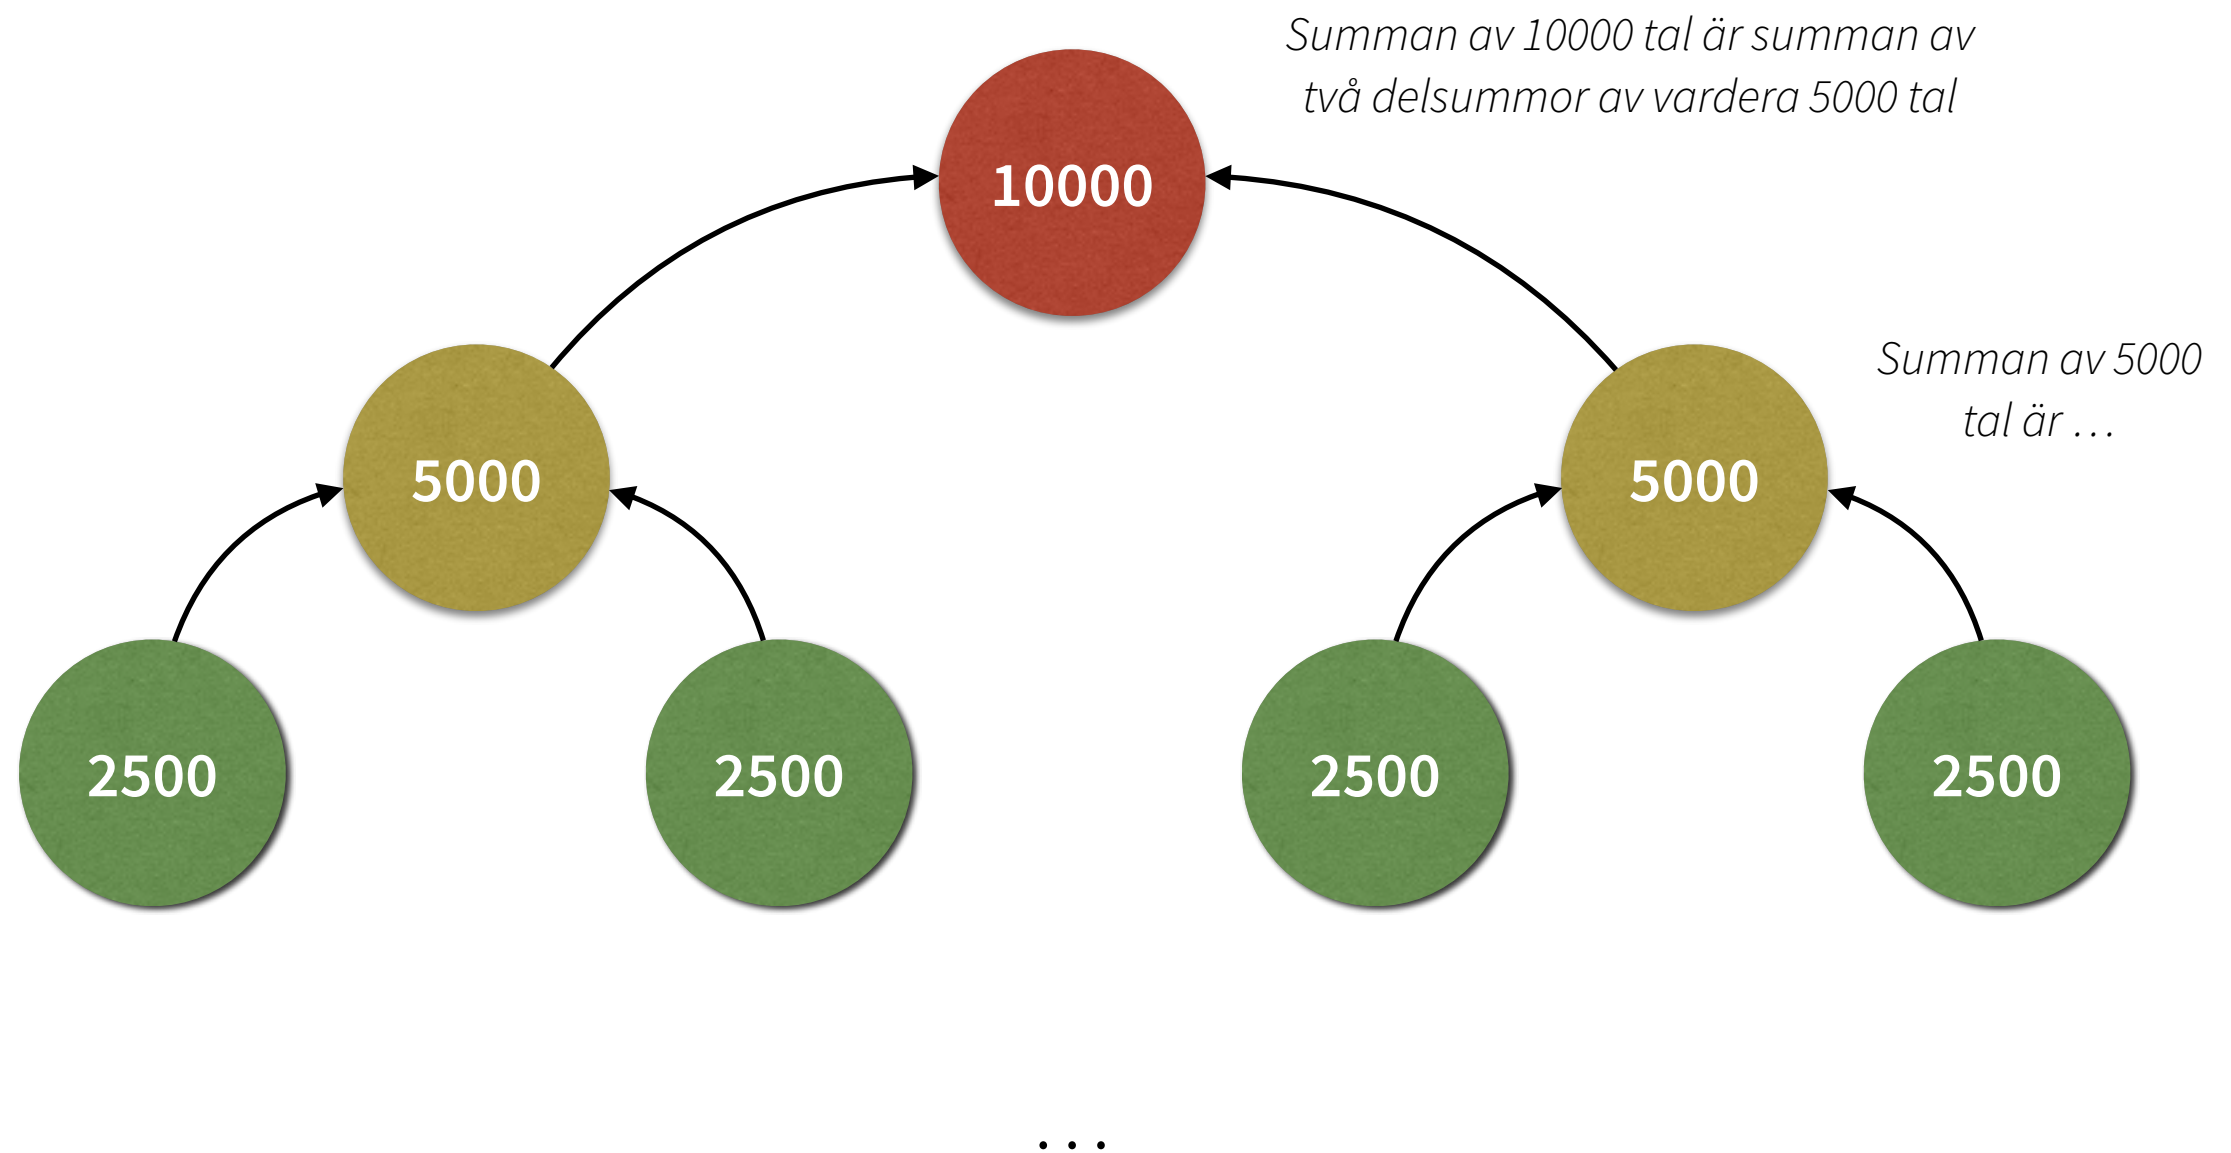 Summan av 10000 tal är summan av
två delsummor av vardera 5000 tal
10000
Summan av 5000
tal är …
5000
5000
2500
2500
2500
2500
…